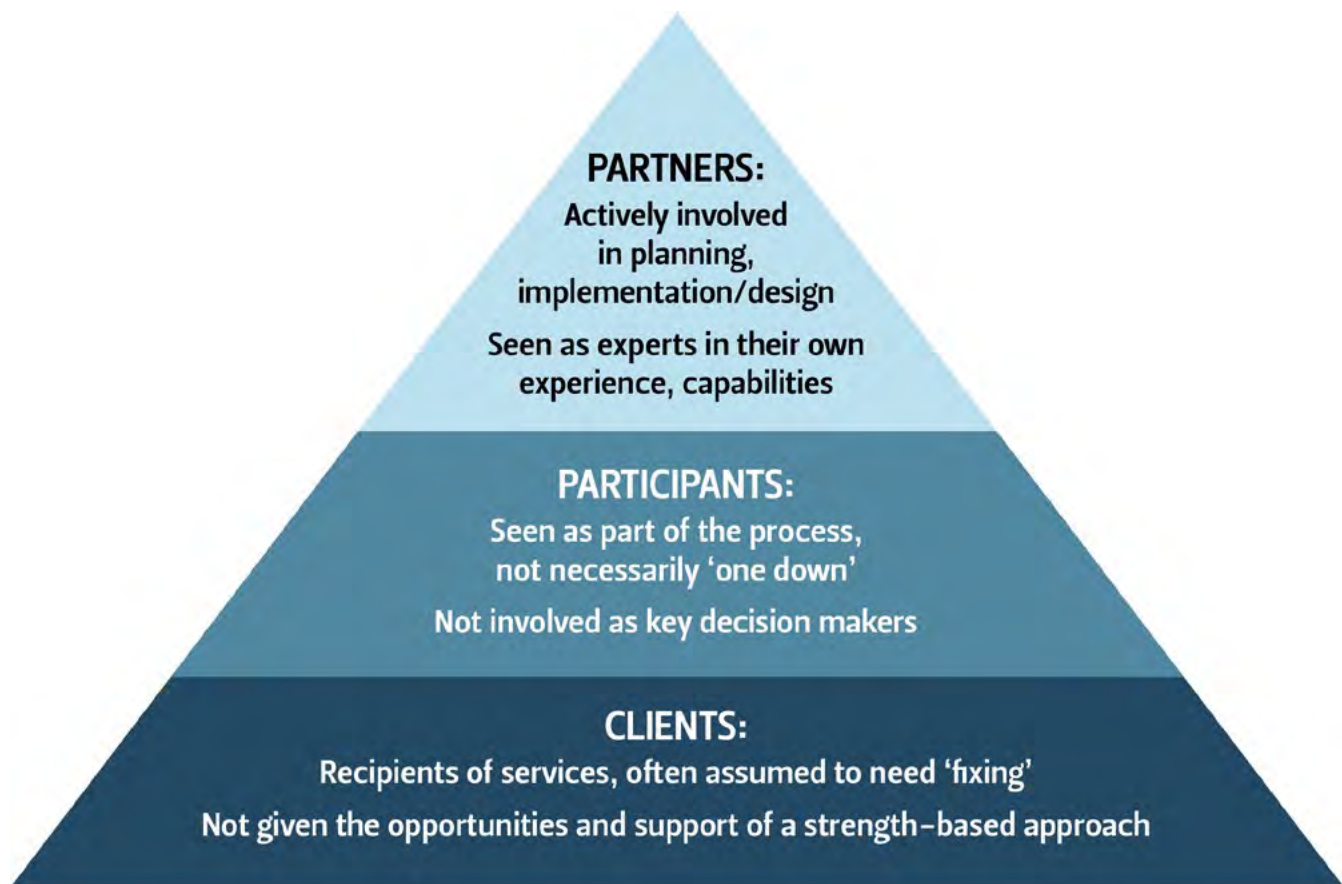 PARTNERS:
Actively involved
in planning,
implementation/design
Seen as experts in their own
experience, capabilities
PARTICIPANTS:
Seen as part of the process,
not necessarily ‘one down’
Not involved as key decision makers
CLIENTS:
Recipients of services, often assumed to need ‘fixing’
Not given the opportunities and support of a strength–based approach